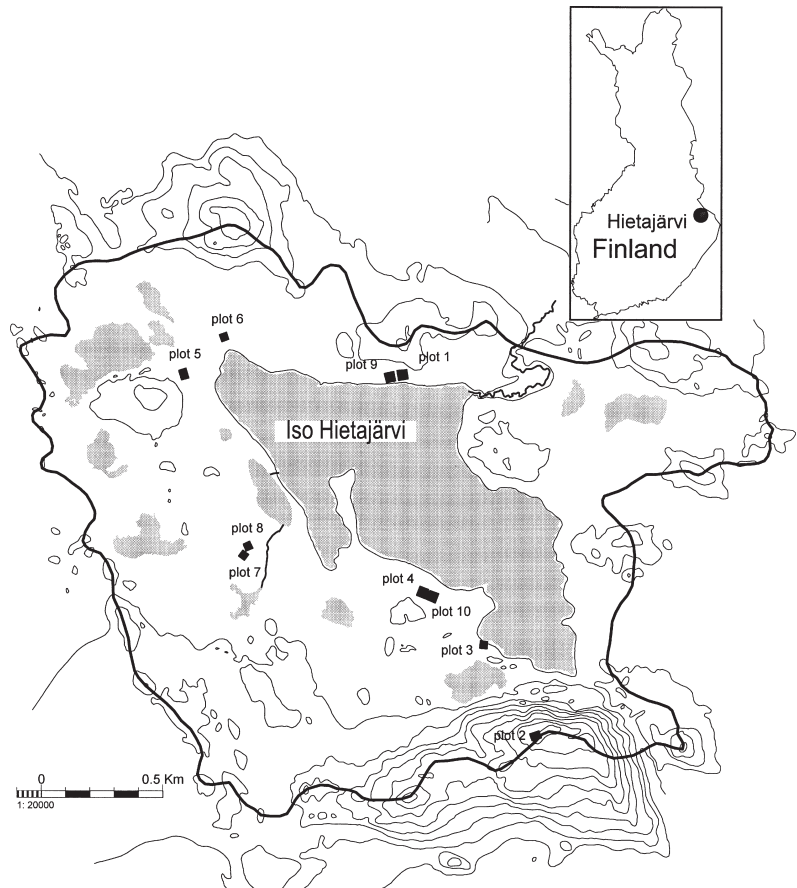 Hietajärvi
Finland
plot 6
plot 5
plot 9
plot 1
Iso Hietajärvi
plot 8
plot 7
plot 4
plot 10
plot 3
plot 2
0 0.5 Km
1: 20000